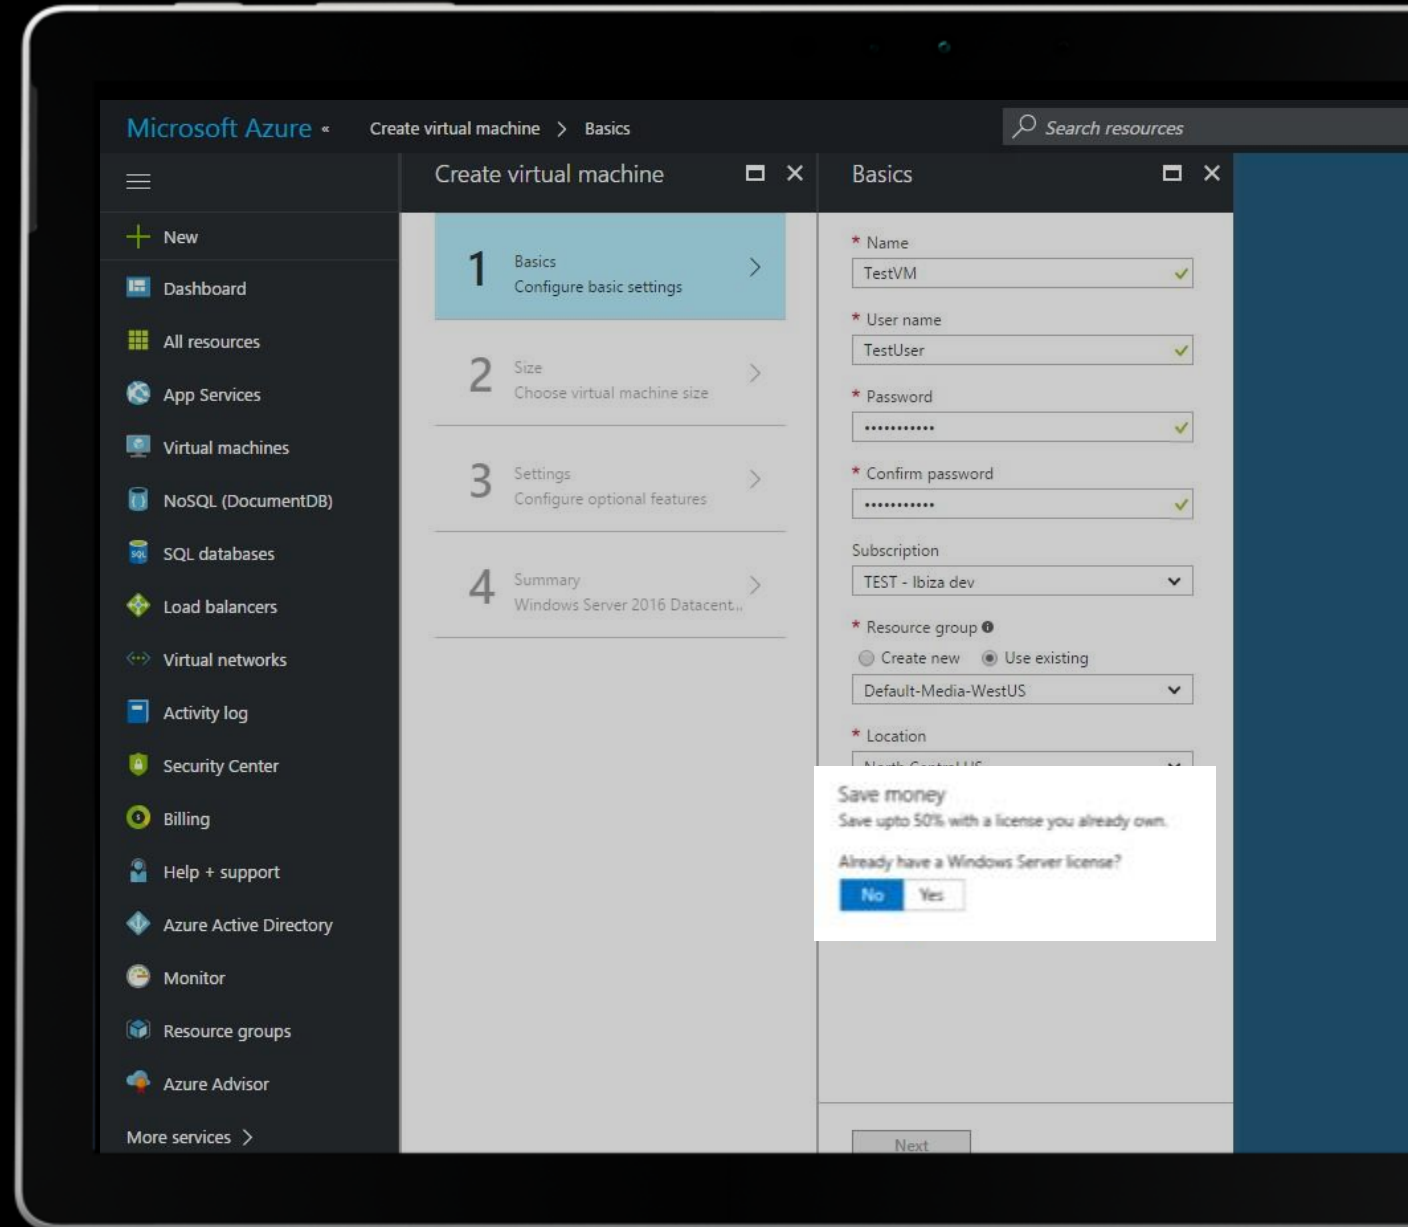 Microsoft Azure «
Create virtual machine > Basics
Search resources
New
Dashboard
All resources
App Services
Virtual machines
NoSQL (DocumentDB)
SQL databases
Load balancers
Virtual networks
Activity log
Security Center
Billing
Help + support
Azure Active Directory
Monitor
Resource groups
Azure Advisor
More services >
Create virtual machine
1
Basics
Configure basic settings
2
Size
Choose virtual machine size
3
Settings
Configure optional features
4
Summary
Windows Server 2016 Datacent...
Basics
* Name
TestVM
* User name
TestUser
* Password
•••••••••••
* Confirm password
•••••••••••
Subscription
TEST - Ibiza dev
* Resource group
Create new Use existing
Default-Media-WestUS
* Location
North Central US
Save money
Save upto 50% with a license you already own.
Already have a Windows Server license?
No Yes
Next